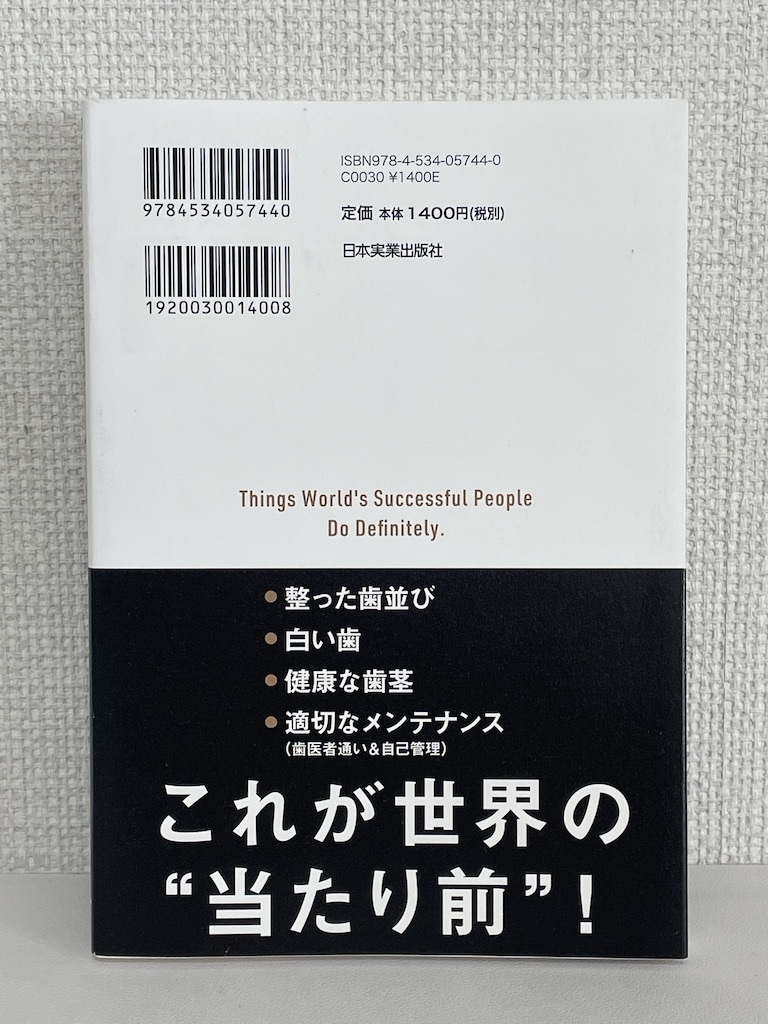 9784534057440
1920030014008
ISBN978-4-534-05744-0
C0030 ¥1400E
定価 本体1400円(税別)
日本実業出版社
Things World's Successful People
Do Definitely.
● 整った歯並び
● 白い歯
● 健康な歯茎
● 適切なメンテナンス
(歯医者通い&自己管理)
これが世界の
“当たり前”!